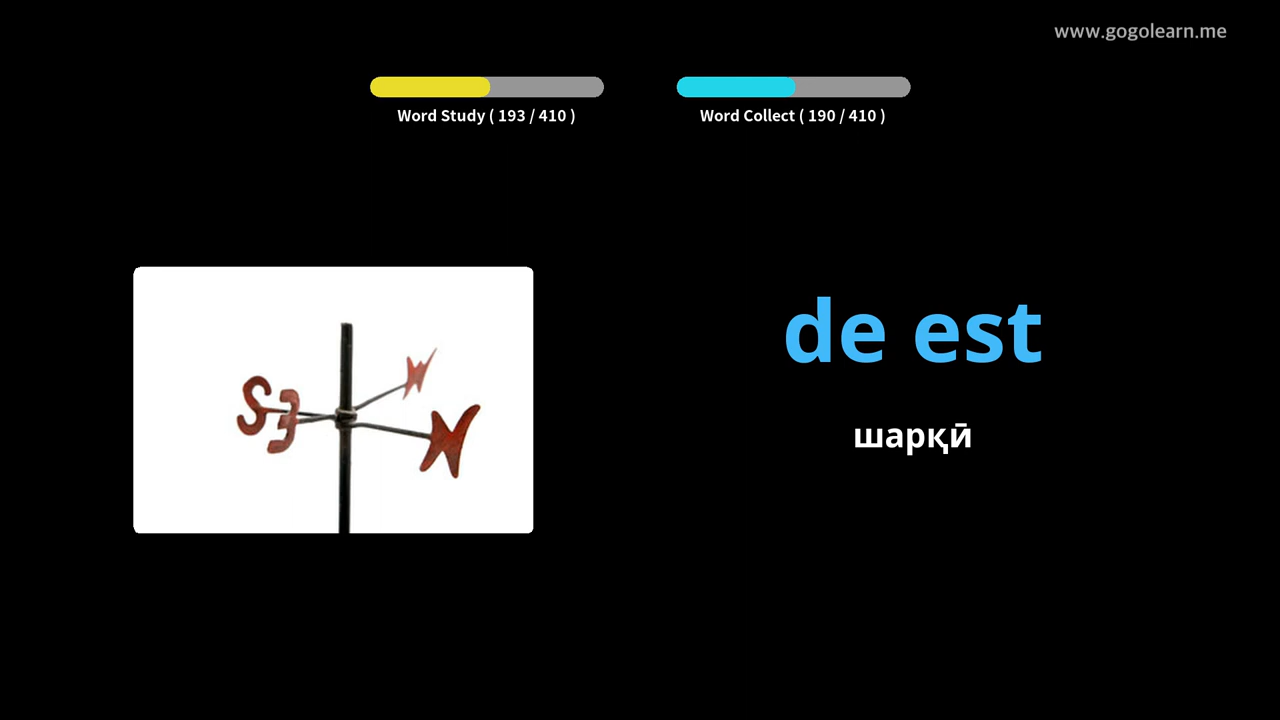 www.gogolearn.me
Word Study ( 193 / 410 )
Word Collect ( 190 / 410 )
de est
шарқӣ
S E N